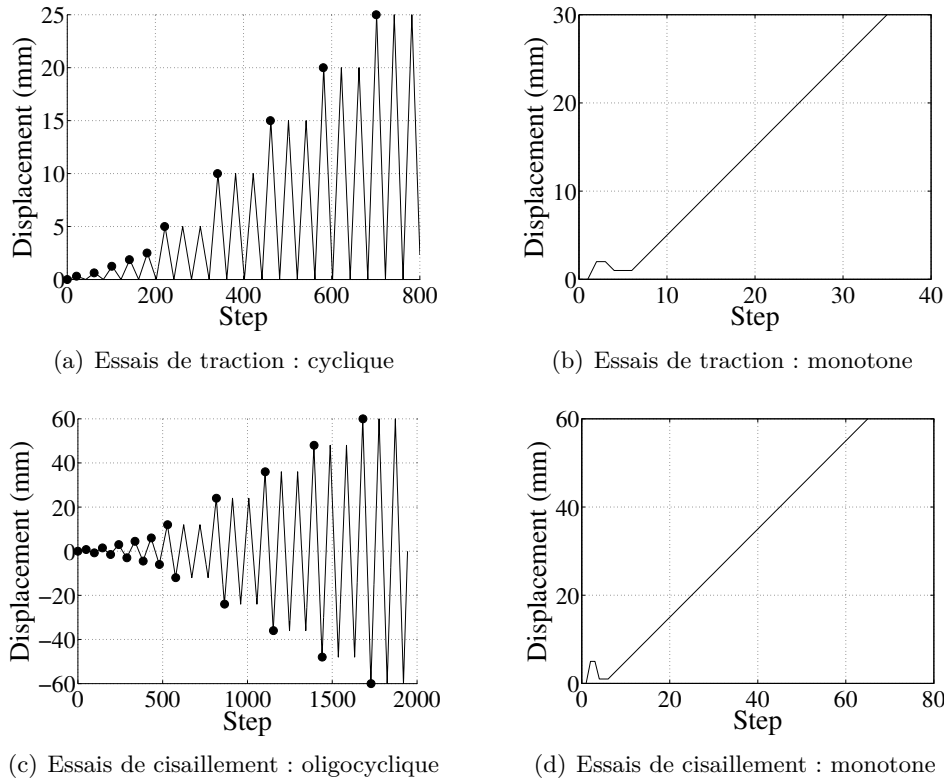 25
20
15
10
5
0
Displacement (mm)
0 200 400 600 800
Step
(a) Essais de traction : cyclique
30
20
10
0
Displacement (mm)
0 10 20 30 40
Step
(b) Essais de traction : monotone
60
40
20
0
−20
−40
−60
Displacement (mm)
0 500 1000 1500 2000
Step
(c) Essais de cisaillement : oligocyclique
60
40
20
0
Displacement (mm)
0 20 40 60 80
Step
(d) Essais de cisaillement : monotone